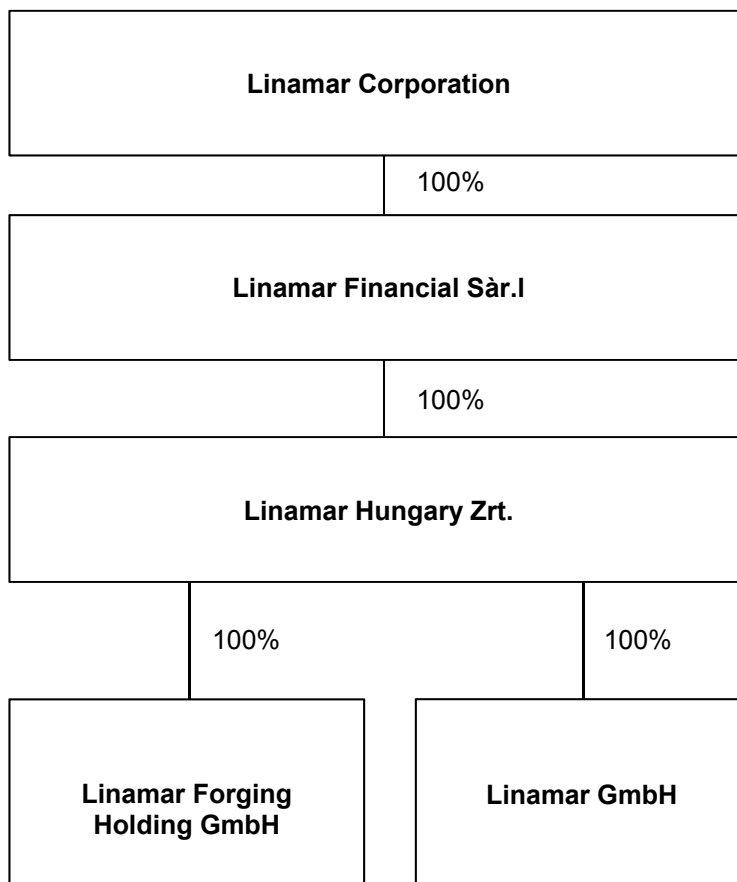 Linamar Corporation
100%
Linamar Financial Sàr.l
100%
Linamar Hungary Zrt.
100%
100%
Linamar Forging
Holding GmbH
Linamar GmbH